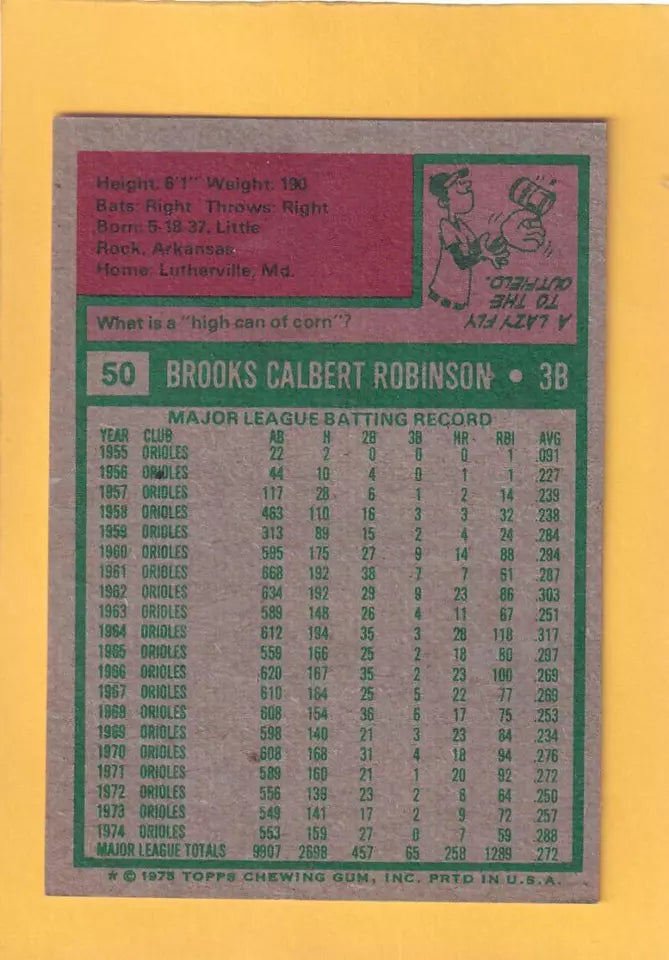 Height: 6'1" Weight: 190
Bats: Right Throws: Right
Born: 5-18-37, Little
Rock, Arkansas
Home: Lutherville, Md.
What is a "high can of corn"?
A LAZY FLY
TO THE
OUTFIELD.
50 BROOKS CALBERT ROBINSON • 3B
MAJOR LEAGUE BATTING RECORD
YEAR CLUB AB H 2B 3B HR RBI AVG
1955 ORIOLES 22 2 0 0 0 1 .091
1956 ORIOLES 44 10 4 0 1 1 .227
1957 ORIOLES 117 28 6 1 2 14 .239
1958 ORIOLES 463 110 16 3 3 32 .238
1959 ORIOLES 313 89 15 2 4 24 .284
1960 ORIOLES 595 175 27 9 14 88 .294
1961 ORIOLES 668 192 38 7 7 61 .287
1962 ORIOLES 634 192 29 9 23 86 .303
1963 ORIOLES 589 148 26 4 11 67 .251
1964 ORIOLES 612 194 35 3 28 118 .317
1965 ORIOLES 559 166 25 2 18 80 .297
1966 ORIOLES 620 167 35 2 23 100 .269
1967 ORIOLES 610 164 25 5 22 77 .269
1968 ORIOLES 608 154 36 6 17 75 .253
1969 ORIOLES 598 140 21 3 23 84 .234
1970 ORIOLES 608 168 31 4 18 94 .276
1971 ORIOLES 589 160 21 1 20 92 .272
1972 ORIOLES 556 139 23 2 8 64 .250
1973 ORIOLES 549 141 17 2 9 72 .257
1974 ORIOLES 553 159 27 0 7 59 .288
MAJOR LEAGUE TOTALS 9907 2698 457 65 258 1289 .272
* © 1975 TOPPS CHEWING GUM, INC. PRTD IN U.S.A.